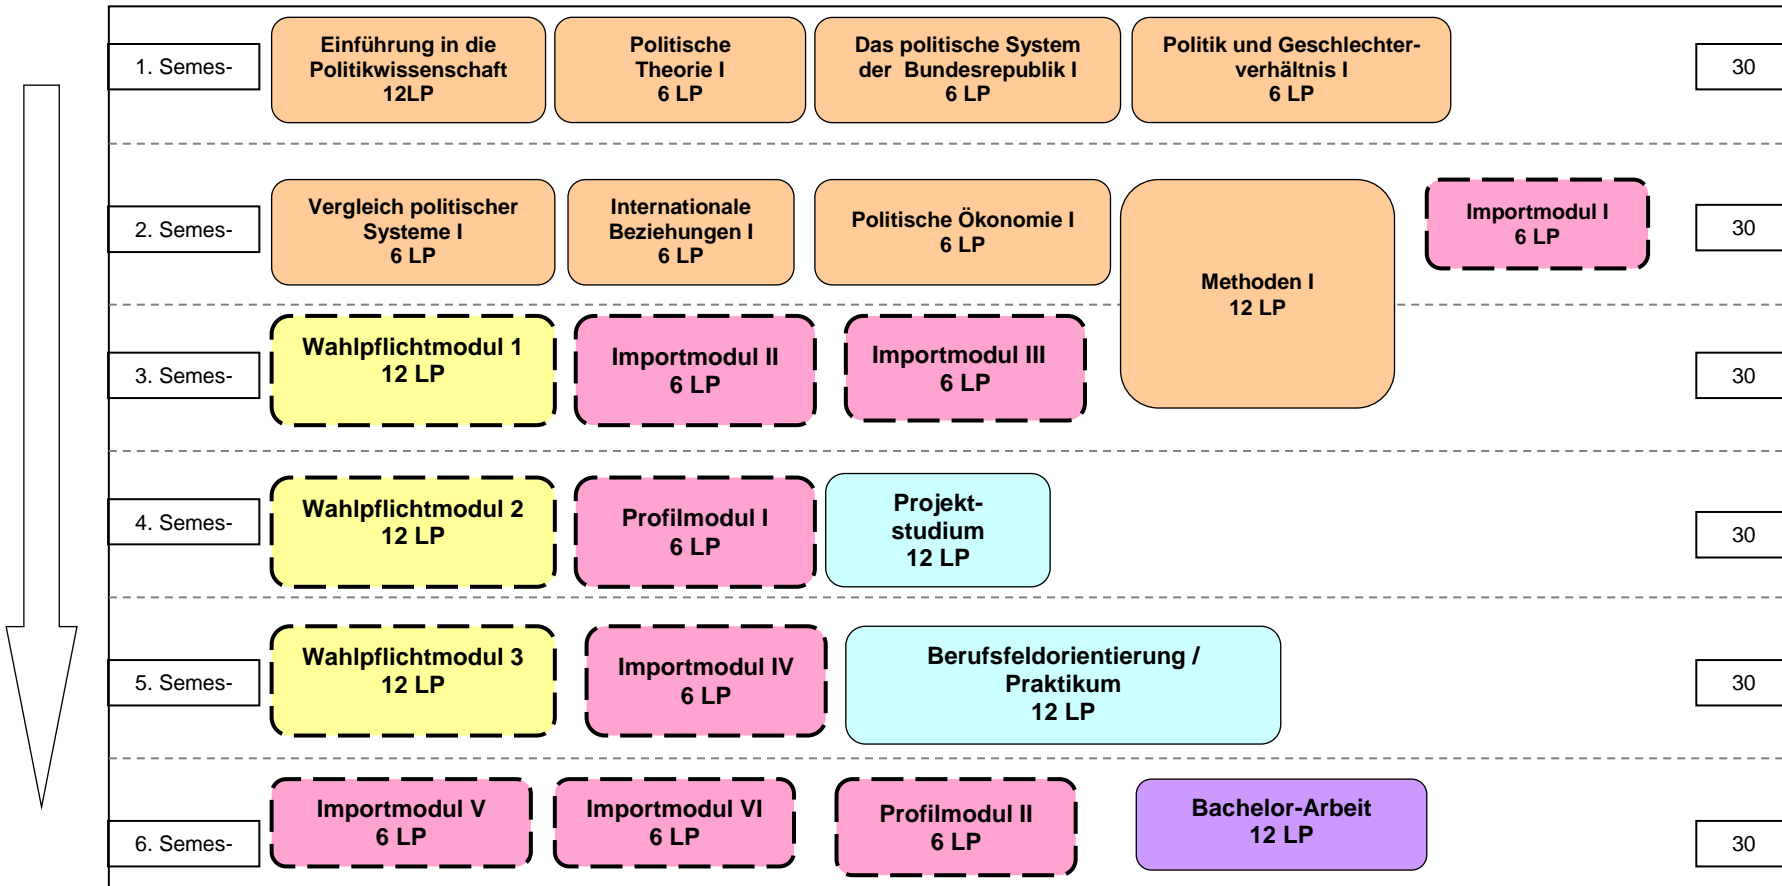 1. Semes-
Einführung in die
Politikwissenschaft
12LP
Politische
Theorie I
6 LP
Das politische System
der Bundesrepublik I
6 LP
Politik und Geschlechter-
verhältnis I
6 LP
30
2. Semes-
Vergleich politischer
Systeme I
6 LP
Internationale
Beziehungen I
6 LP
Politische Ökonomie I
6 LP
Methoden I
12 LP
Importmodul I
6 LP
30
3. Semes-
Wahlpflichtmodul 1
12 LP
Importmodul II
6 LP
Importmodul III
6 LP
30
4. Semes-
Wahlpflichtmodul 2
12 LP
Profilmodul I
6 LP
Projekt-
studium
12 LP
30
5. Semes-
Wahlpflichtmodul 3
12 LP
Importmodul IV
6 LP
Berufsfeldorientierung /
Praktikum
12 LP
30
6. Semes-
Importmodul V
6 LP
Importmodul VI
6 LP
Profilmodul II
6 LP
Bachelor-Arbeit
12 LP
30